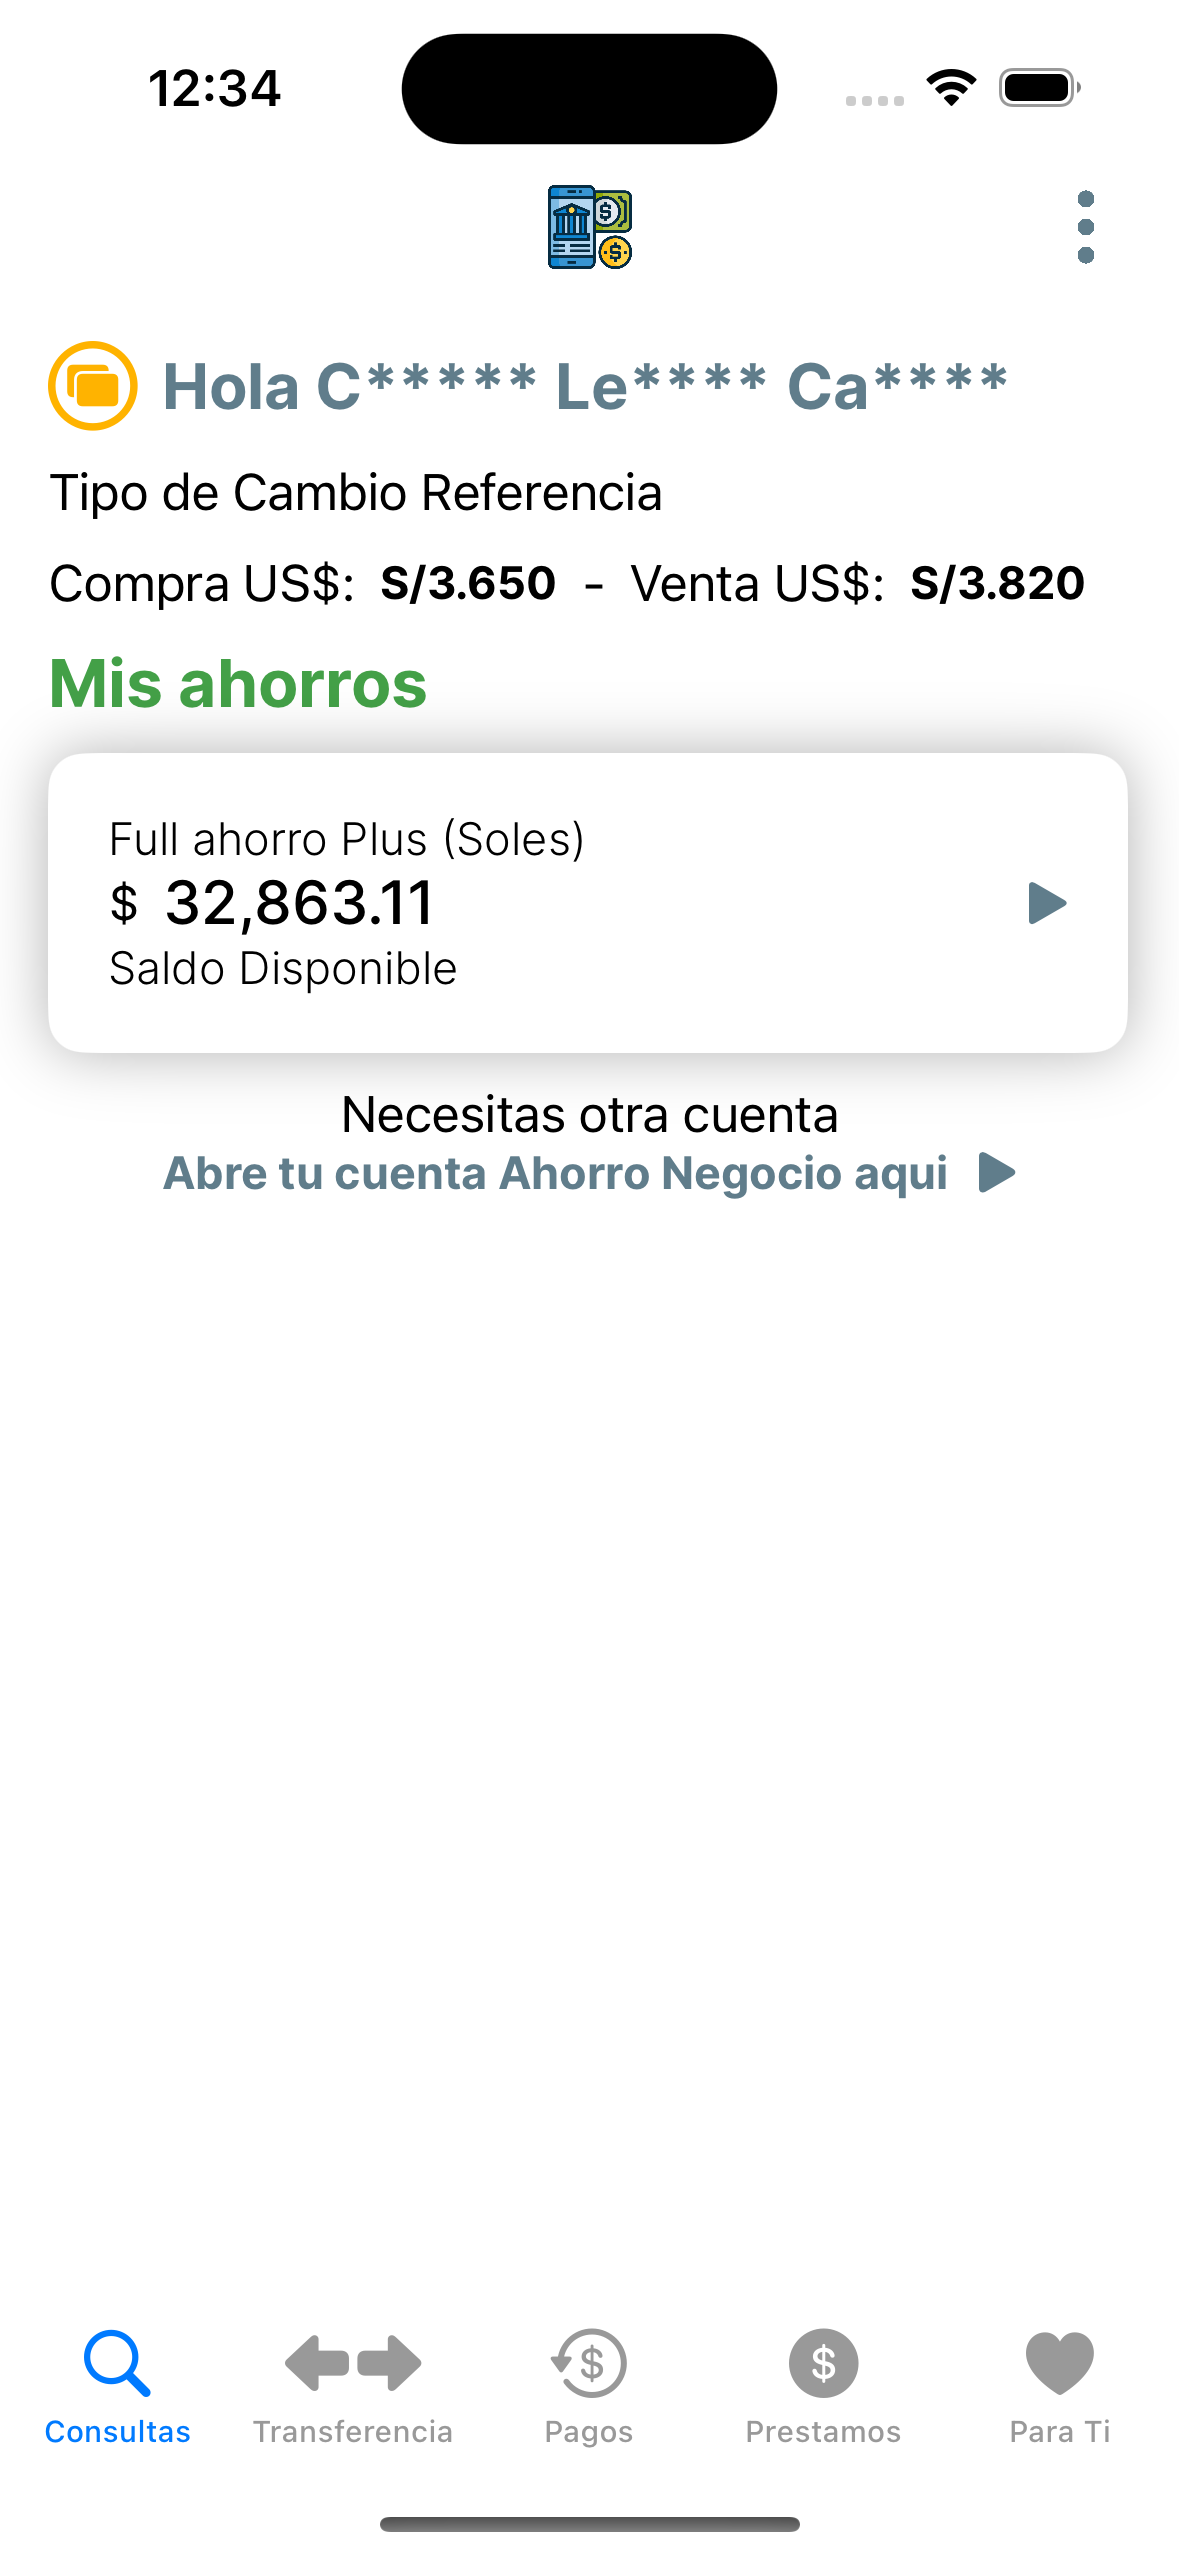 12:34
Hola C***** Le**** Ca****
Tipo de Cambio Referencia
Compra US$: S/3.650 - Venta US$: S/3.820
Mis ahorros
Full ahorro Plus (Soles)
$ 32,863.11
Saldo Disponible
Necesitas otra cuenta
Abre tu cuenta Ahorro Negocio aqui
Consultas Transferencia Pagos Prestamos Para Ti